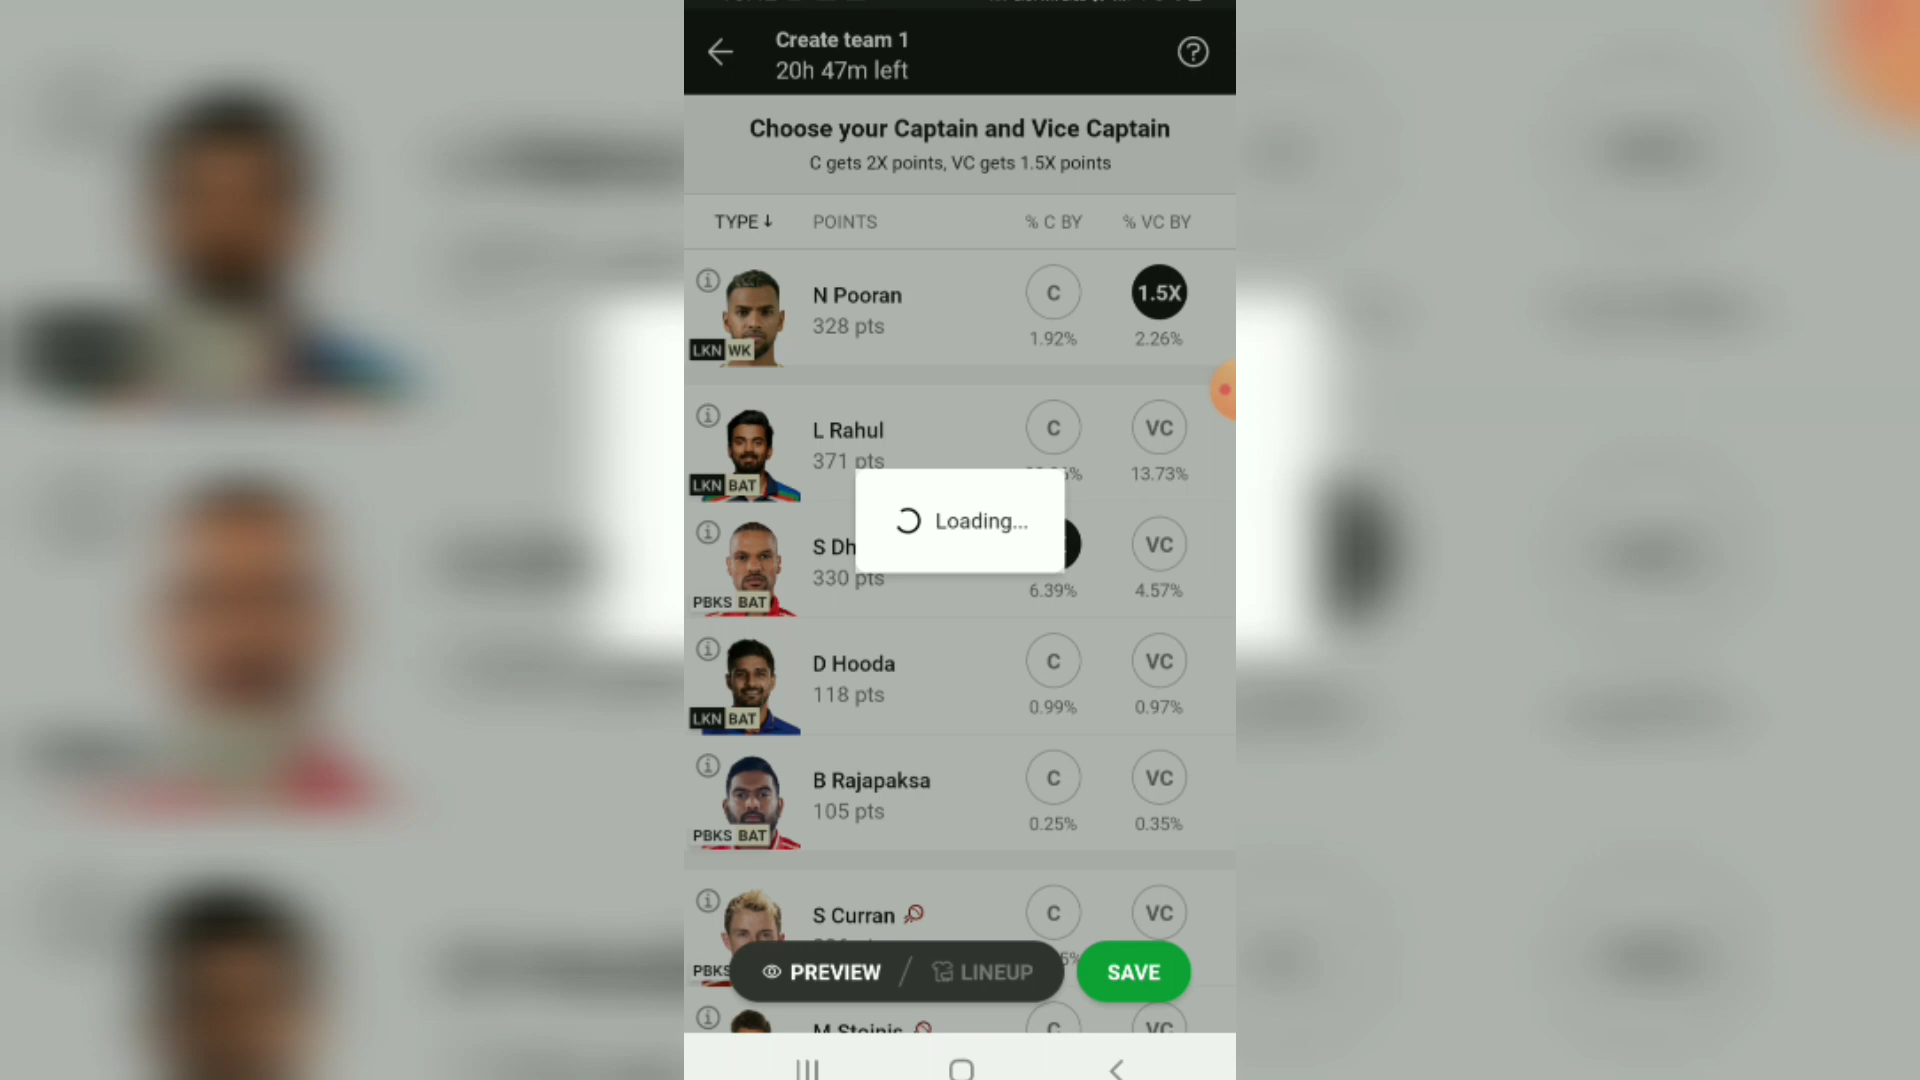 Create team 1
20h 47m left
Choose your Captain and Vice Captain
C gets 2X points, VC gets 1.5X points
TYPE↓ POINTS % C BY % VC BY
N Pooran C 1.5X
328 pts 1.92% 2.26%
LKN WK
L Rahul C VC
371 pts 13.73%
LKN BAT
Loading...
S Dh VC
330 pts 6.39% 4.57%
PBKS BAT
D Hooda C VC
118 pts 0.99% 0.97%
LKN BAT
B Rajapaksa C VC
105 pts 0.25% 0.35%
PBKS BAT
S Curran C VC
PBKS
PREVIEW / LINEUP SAVE
M Stoinis C VC